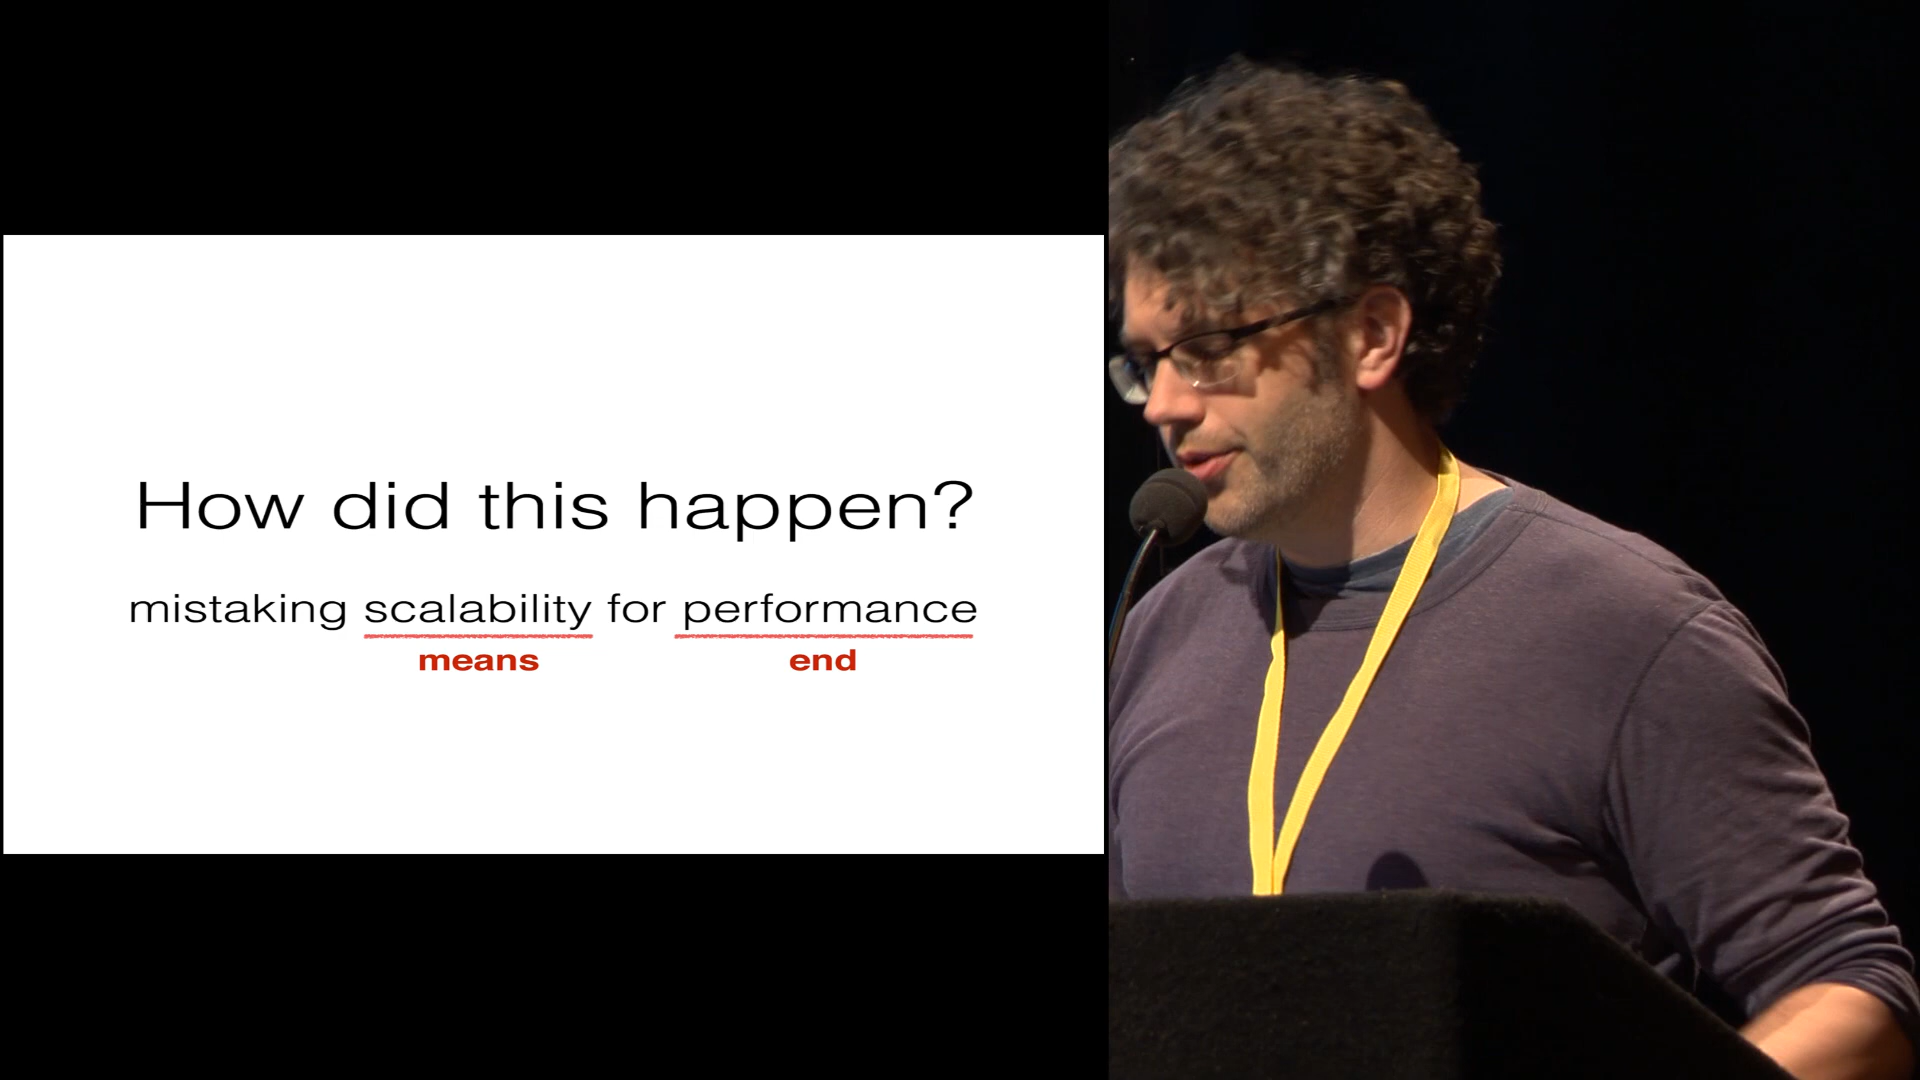 How did this happen?
mistaking scalability for performance
means end